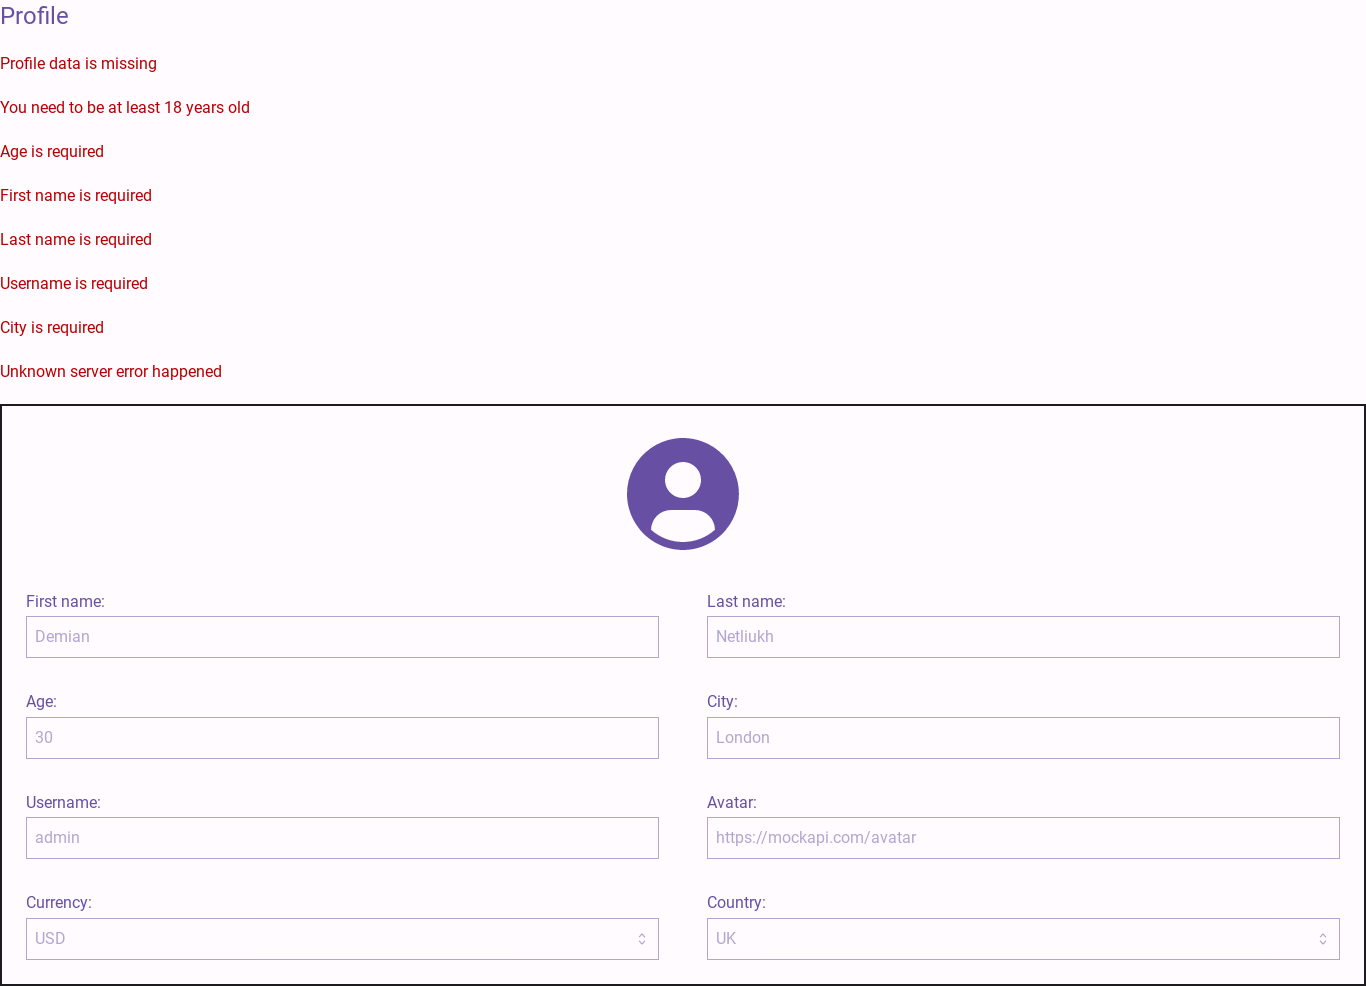 Profile
Profile data is missing
You need to be at least 18 years old
Age is required
First name is required
Last name is required
Username is required
City is required
Unknown server error happened
First name:
Demian
Last name:
Netliukh
Age:
30
City:
London
Username:
admin
Avatar:
https://mockapi.com/avatar
Currency:
USD
Country:
UK